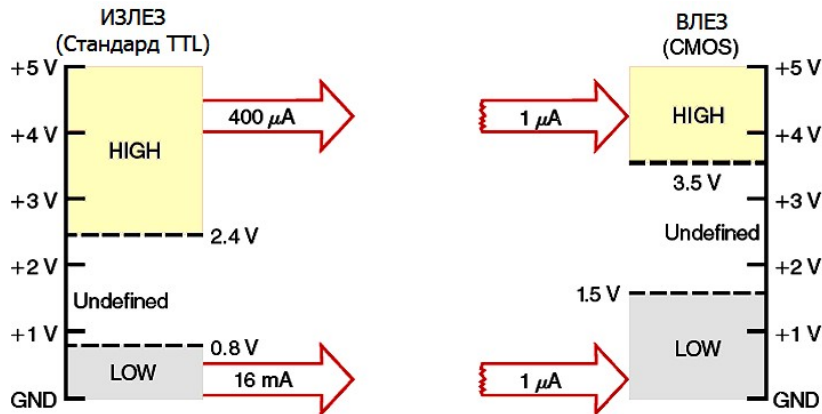 ИЗЛЕЗ
(Стандард TTL)
+5 V
+4 V
+3 V
+2 V
+1 V
GND
HIGH
400 μA
2.4 V
Undefined
0.8 V
LOW
16 mA
ВЛЕЗ
(CMOS)
1 μA
HIGH
3.5 V
Undefined
1.5 V
LOW
1 μA
+5 V
+4 V
+3 V
+2 V
+1 V
GND